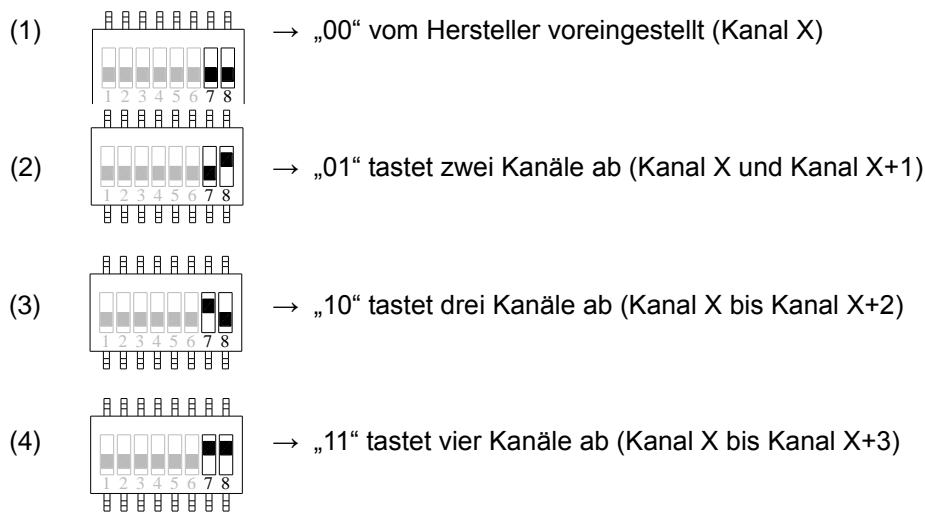 (1) → „00“ vom Hersteller voreingestellt (Kanal X)
1 2 3 4 5 6 7 8
(2) → „01“ tastet zwei Kanäle ab (Kanal X und Kanal X+1)
1 2 3 4 5 6 7 8
(3) → „10“ tastet drei Kanäle ab (Kanal X bis Kanal X+2)
1 2 3 4 5 6 7 8
(4) → „11“ tastet vier Kanäle ab (Kanal X bis Kanal X+3)
1 2 3 4 5 6 7 8